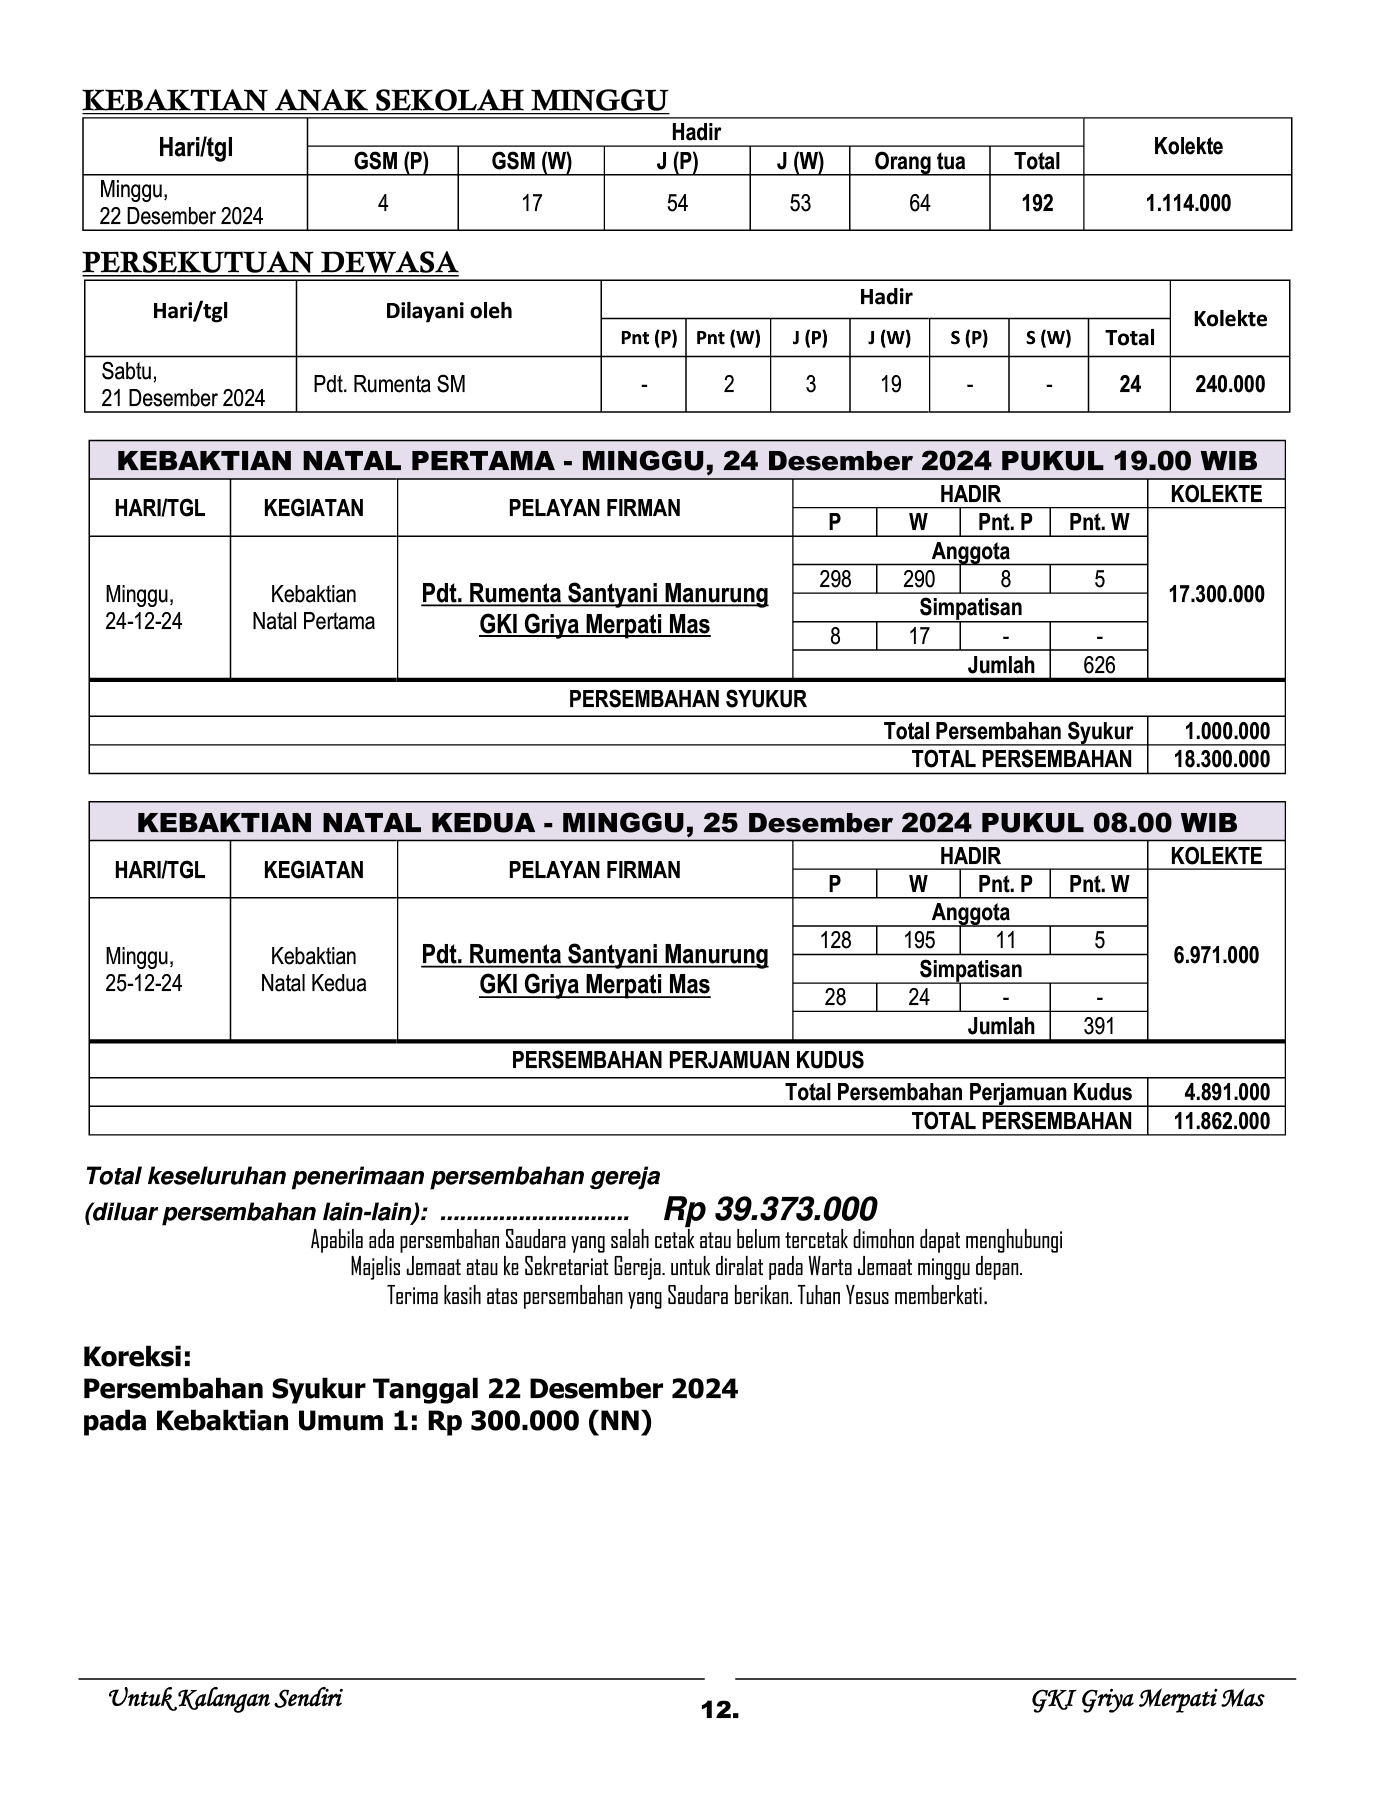 KEBAKTIAN ANAK SEKOLAH MINGGU
Hari/tgl Hadir Kolekte
GSM (P) GSM (W) J (P) J (W) Orang tua Total
Minggu,
22 Desember 2024 4 17 54 53 64 192 1.114.000
PERSEKUTUAN DEWASA
Hari/tgl Dilayani oleh Hadir Kolekte
Pnt (P) Pnt (W) J (P) J (W) S (P) S (W) Total
Sabtu,
21 Desember 2024 Pdt. Rumenta SM - 2 3 19 - - 24 240.000
KEBAKTIAN NATAL PERTAMA - MINGGU, 24 Desember 2024 PUKUL 19.00 WIB
HARI/TGL KEGIATAN PELAYAN FIRMAN HADIR KOLEKTE
P W Pnt. P Pnt. W
Anggota
298 290 8 5
Minggu,
24-12-24 Kebaktian
Natal Pertama Pdt. Rumenta Santyani Manurung
GKI Griya Merpati Mas 17.300.000
Simpatisan
8 17 - -
Jumlah 626
PERSEMBAHAN SYUKUR
Total Persembahan Syukur 1.000.000
TOTAL PERSEMBAHAN 18.300.000
KEBAKTIAN NATAL KEDUA - MINGGU, 25 Desember 2024 PUKUL 08.00 WIB
HARI/TGL KEGIATAN PELAYAN FIRMAN HADIR KOLEKTE
P W Pnt. P Pnt. W
Anggota
128 195 11 5
Minggu,
25-12-24 Kebaktian
Natal Kedua Pdt. Rumenta Santyani Manurung
GKI Griya Merpati Mas 6.971.000
Simpatisan
28 24 - -
Jumlah 391
PERSEMBAHAN PERJAMUAN KUDUS
Total Persembahan Perjamuan Kudus 4.891.000
TOTAL PERSEMBAHAN 11.862.000
Total keseluruhan penerimaan persembahan gereja
(diluar persembahan lain-lain): ............................. Rp 39.373.000
Apabila ada persembahan Saudara yang salah cetak atau belum tercetak dimohon dapat menghubungi
Majelis Jemaat atau ke Sekretariat Gereja. untuk diralat pada Warta Jemaat minggu depan.
Terima kasih atas persembahan yang Saudara berikan. Tuhan Yesus memberkati.
Koreksi:
Persembahan Syukur Tanggal 22 Desember 2024
pada Kebaktian Umum 1: Rp 300.000 (NN)
Untuk Kalangan Sendiri 12. GKI Griya Merpati Mas